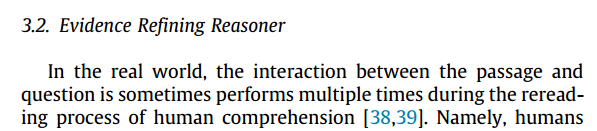 3.2. Evidence Refining Reasoner
In the real world, the interaction between the passage and
question is sometimes performs multiple times during the reread-
ing process of human comprehension [38,39]. Namely, humans